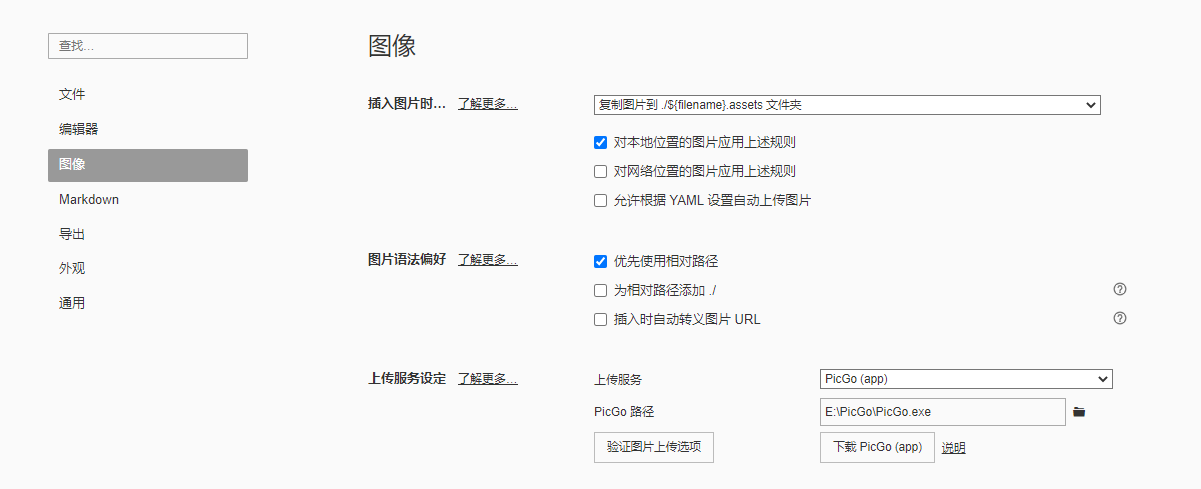 查找...
文件
编辑器
图像
Markdown
导出
外观
通用
图像
插入图片时... 了解更多... 复制图片到 ./${filename}.assets 文件夹
对本地位置的图片应用上述规则
对网络位置的图片应用上述规则
允许根据 YAML 设置自动上传图片
图片语法偏好 了解更多... 优先使用相对路径
为相对路径添加 ./
插入时自动转义图片 URL
上传服务设定 了解更多... 上传服务 PicGo (app)
PicGo 路径 E:\PicGo\PicGo.exe
验证图片上传选项 下载 PicGo (app) 说明